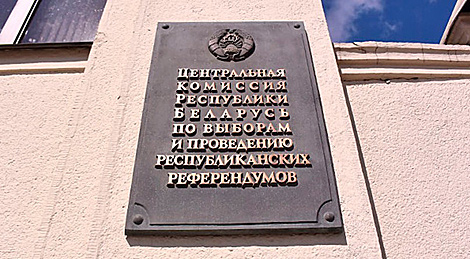 Центральная
комиссия
Республики
Беларусь
по выборам
и проведению
республиканских
референдумов